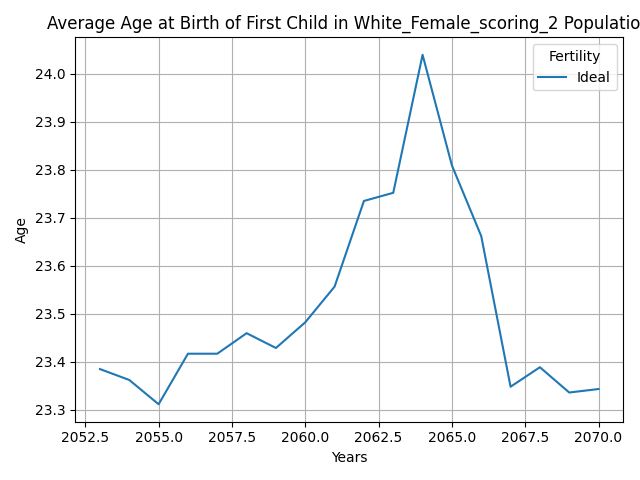 Average Age at Birth of First Child in White_Female_scoring_2 Populatio
Fertility
Ideal
24.0
23.9
23.8
23.7
23.6
23.5
23.4
23.3
Age
2052.5 2055.0 2057.5 2060.0 2062.5 2065.0 2067.5 2070.0
Years